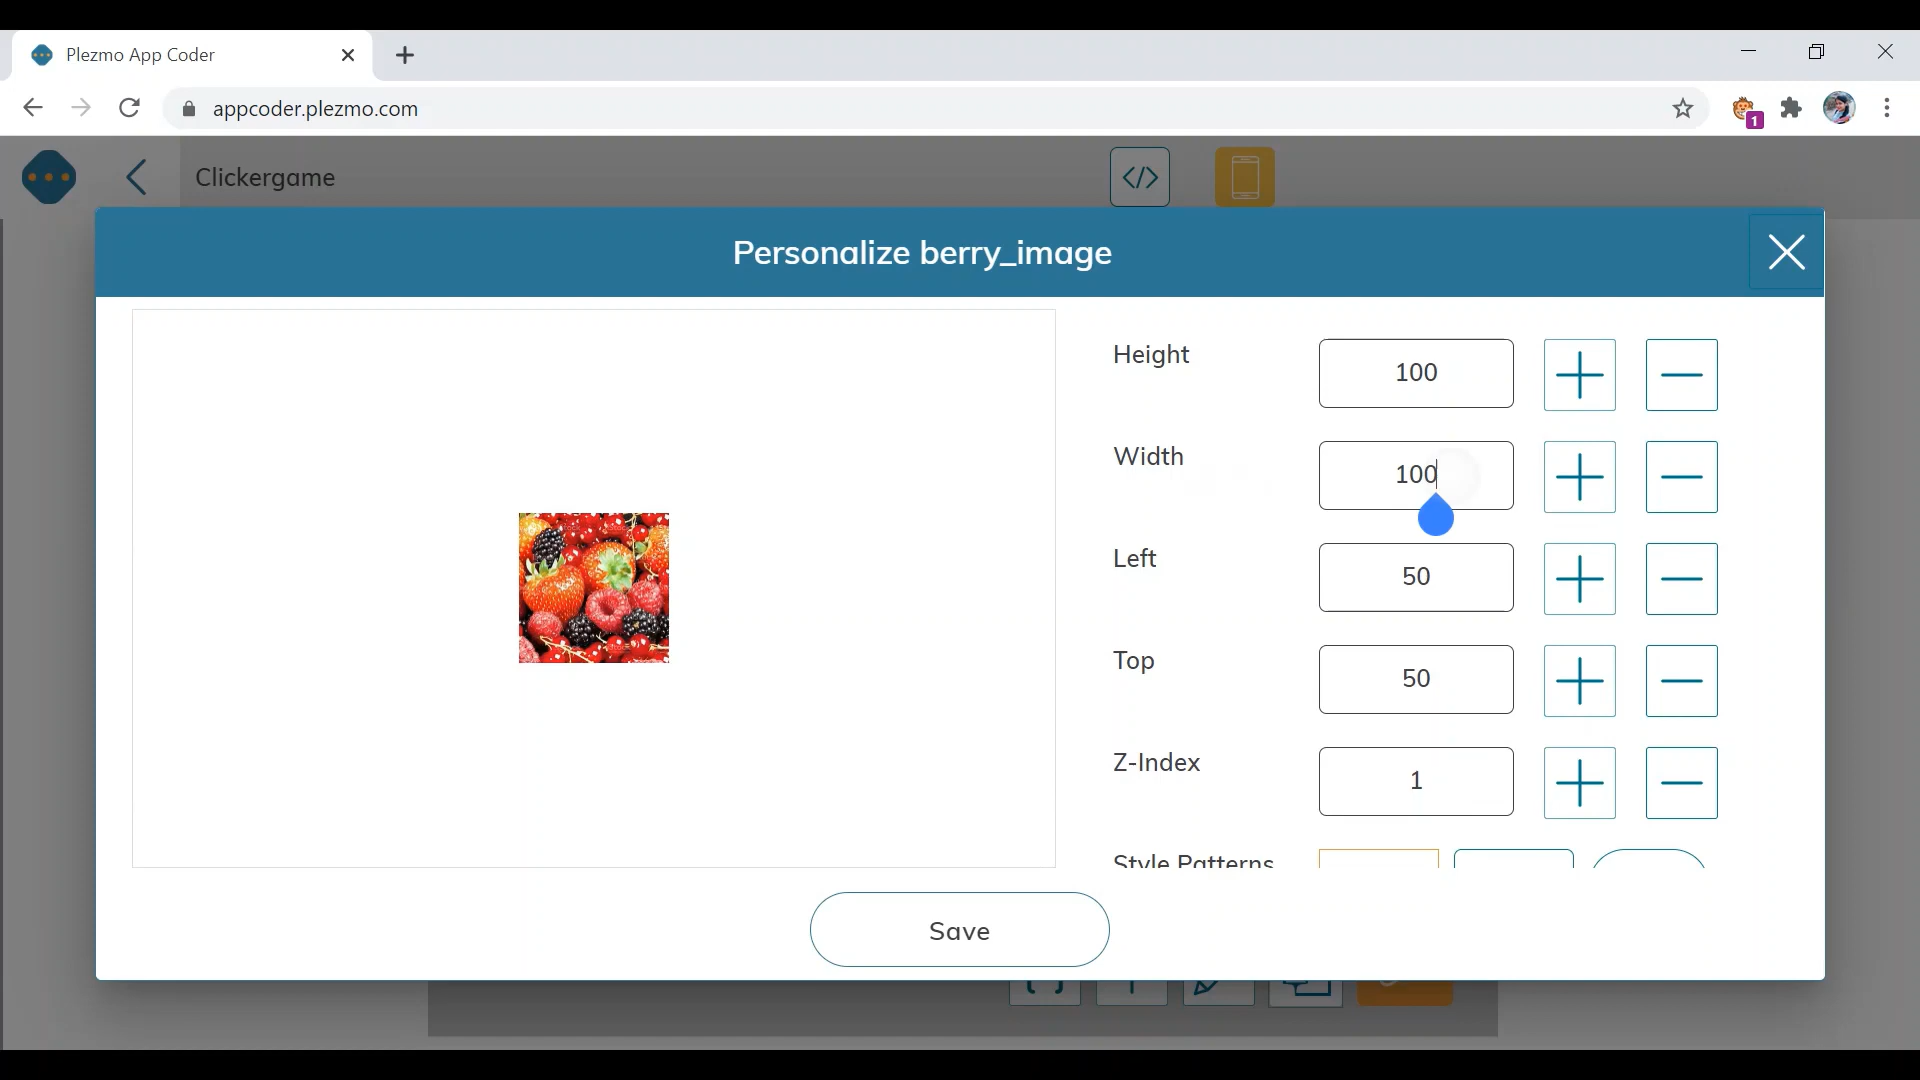 Plezmo App Coder
appcoder.plezmo.com
1
Clickergame
</>
Personalize berry_image
Height
100
Width
100
Left
50
Top
50
Z-Index
1
Style Patterns
Save